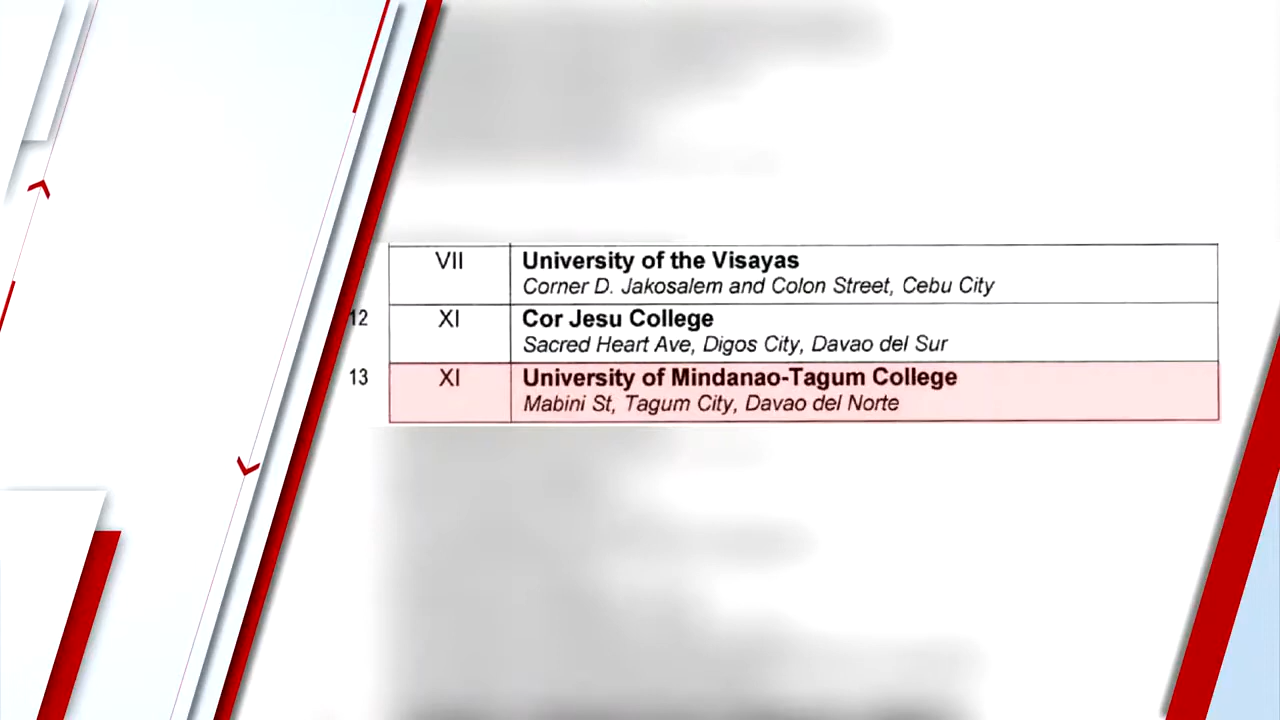 VII University of the Visayas
Corner D. Jakosalem and Colon Street, Cebu City
12 XI Cor Jesu College
Sacred Heart Ave, Digos City, Davao del Sur
13 XI University of Mindanao-Tagum College
Mabini St, Tagum City, Davao del Norte